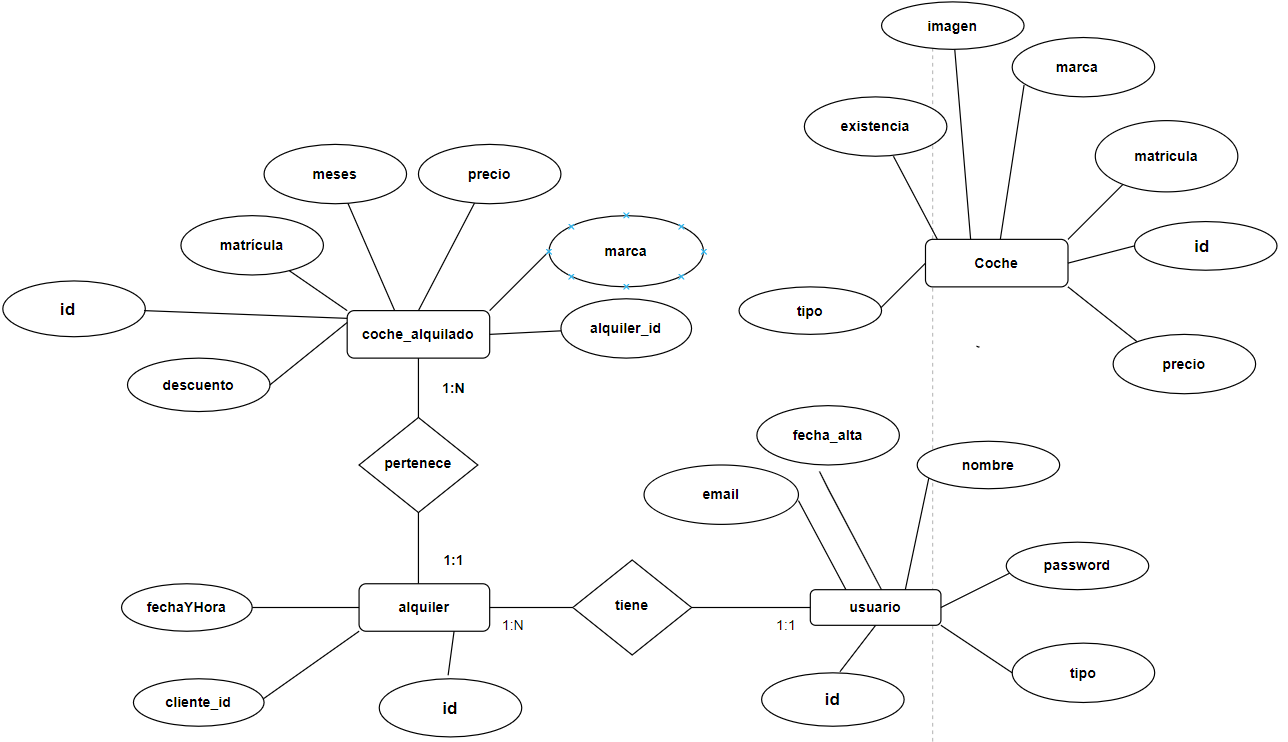 imagen
marca
existencia
matricula
meses
precio
matrícula
marca
id
Coche
id
tipo
alquiler_id
coche_alquilado
precio
descuento
1:N
fecha_alta
pertenece
nombre
email
1:1
password
fechaYHora
alquiler
tiene
usuario
1:N
1:1
tipo
cliente_id
id
id